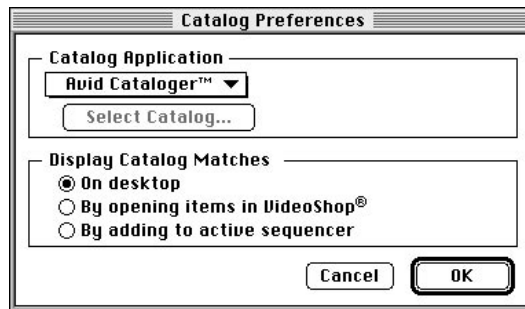 Catalog Preferences
Catalog Application
Avid Cataloger™
Select Catalog...
Display Catalog Matches
On desktop
By opening items in VideoShop®
By adding to active sequencer
Cancel OK